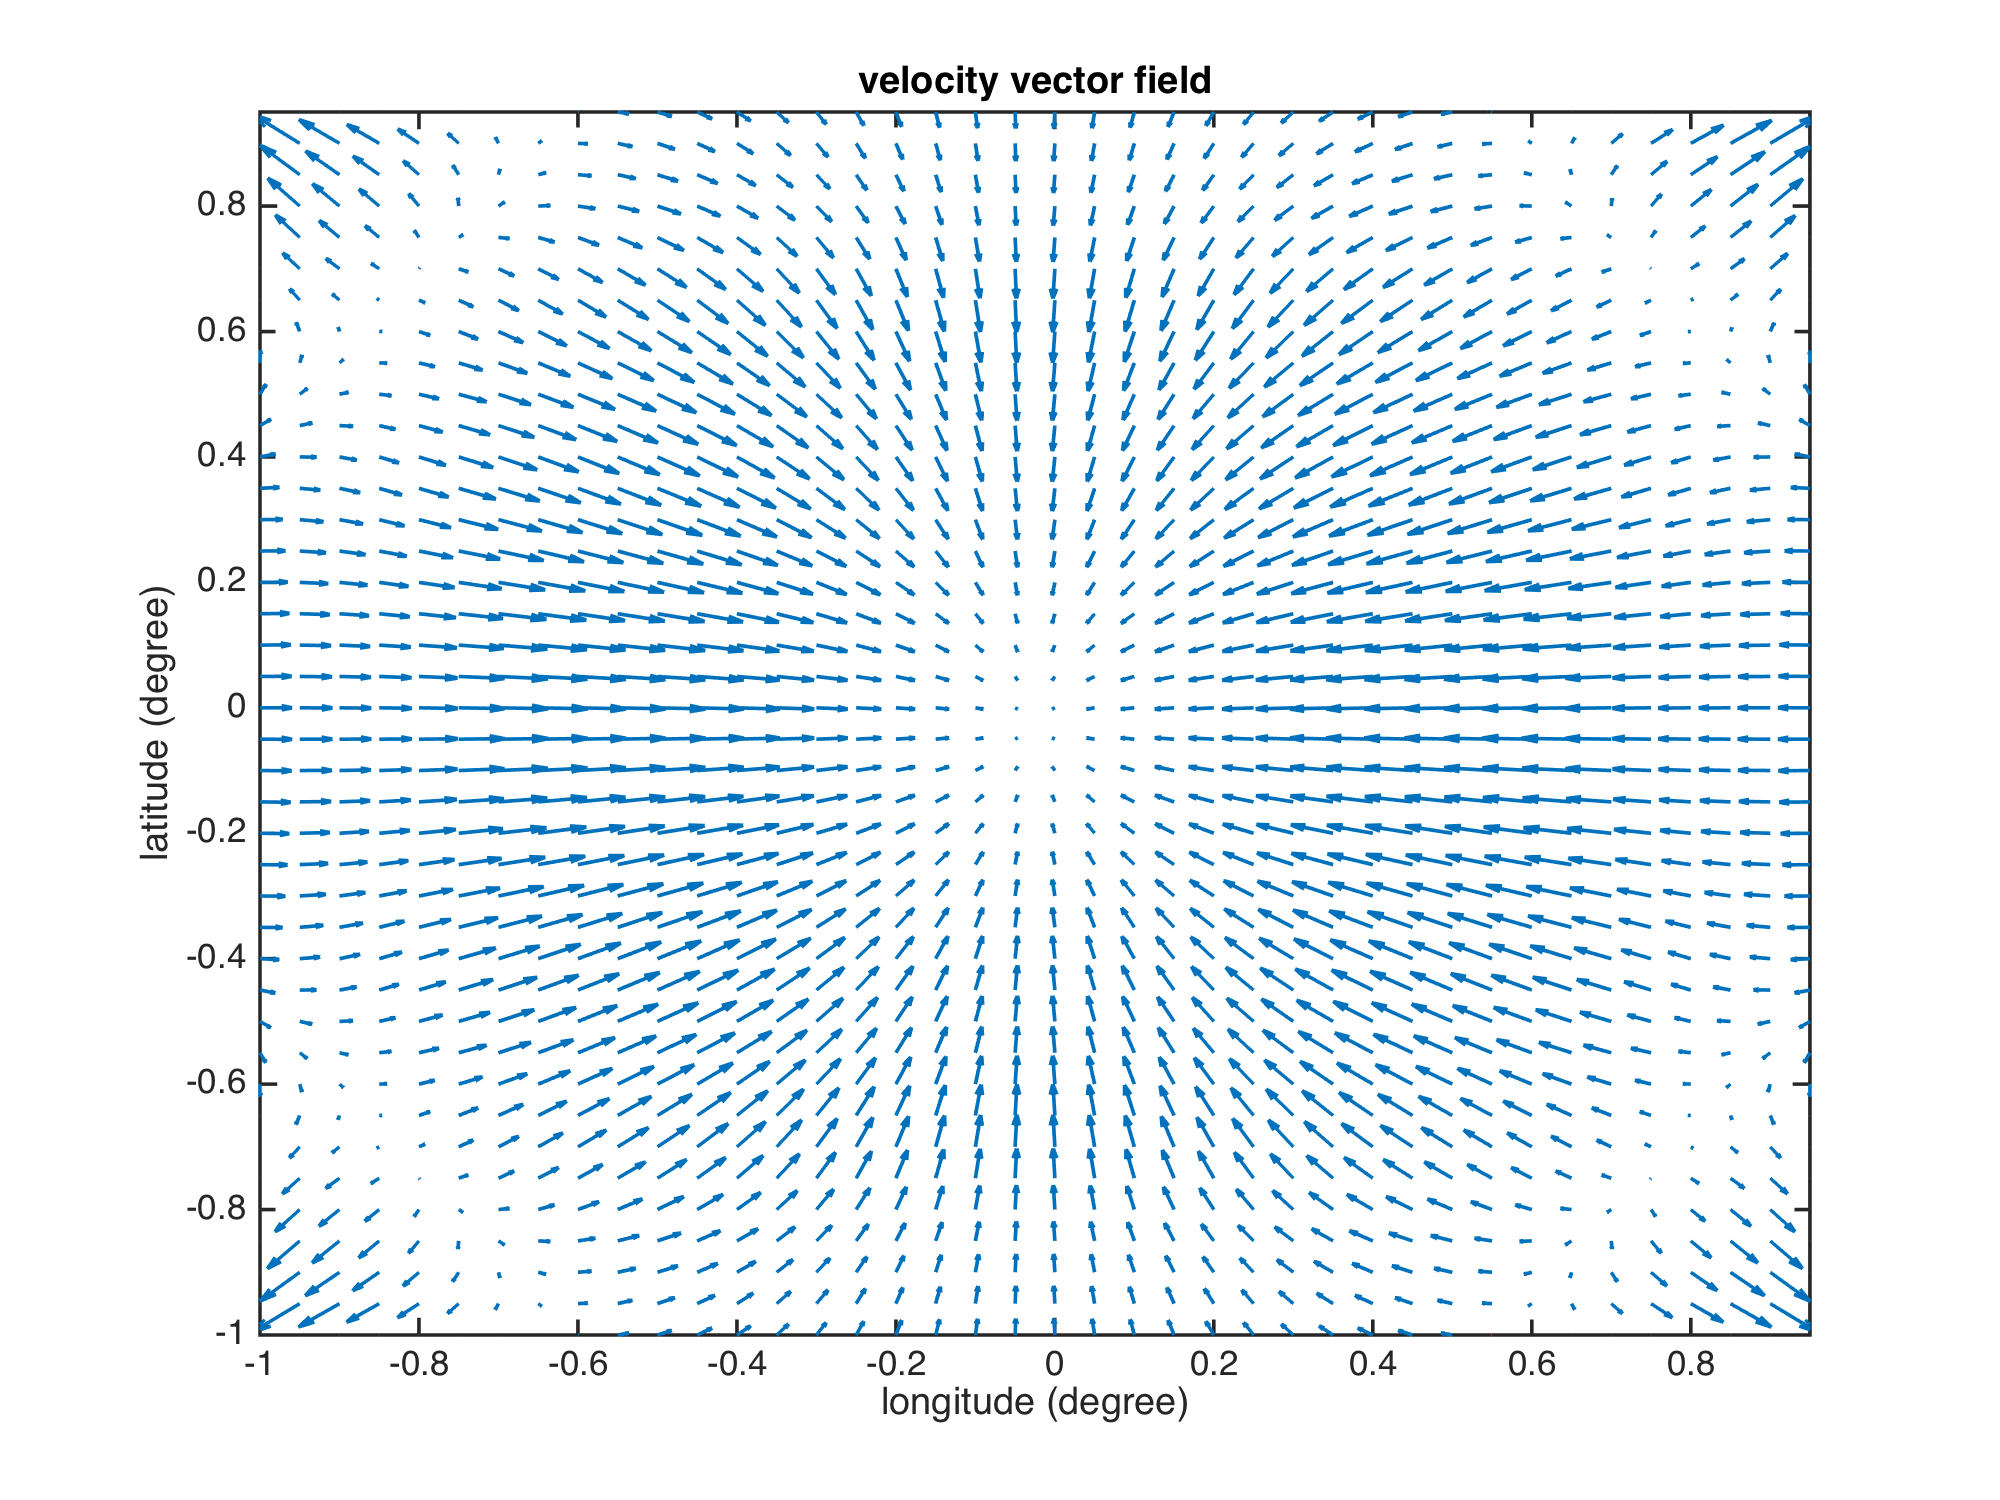 velocity vector field
latitude (degree)
0.8
0.6
0.4
0.2
0
-0.2
-0.4
-0.6
-0.8
-1
-1 -0.8 -0.6 -0.4 -0.2 0 0.2 0.4 0.6 0.8
longitude (degree)